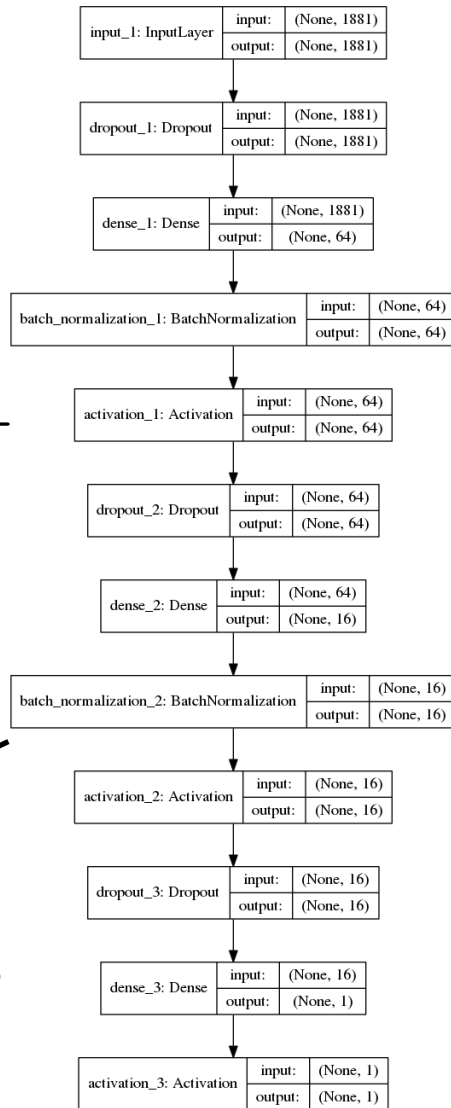 input_1: InputLayer input: (None, 1881)
output: (None, 1881)
dropout_1: Dropout input: (None, 1881)
output: (None, 1881)
dense_1: Dense input: (None, 1881)
output: (None, 64)
batch_normalization_1: BatchNormalization input: (None, 64)
output: (None, 64)
activation_1: Activation input: (None, 64)
output: (None, 64)
dropout_2: Dropout input: (None, 64)
output: (None, 64)
dense_2: Dense input: (None, 64)
output: (None, 16)
batch_normalization_2: BatchNormalization input: (None, 16)
output: (None, 16)
activation_2: Activation input: (None, 16)
output: (None, 16)
dropout_3: Dropout input: (None, 16)
output: (None, 16)
dense_3: Dense input: (None, 16)
output: (None, 1)
activation_3: Activation input: (None, 1)
output: (None, 1)